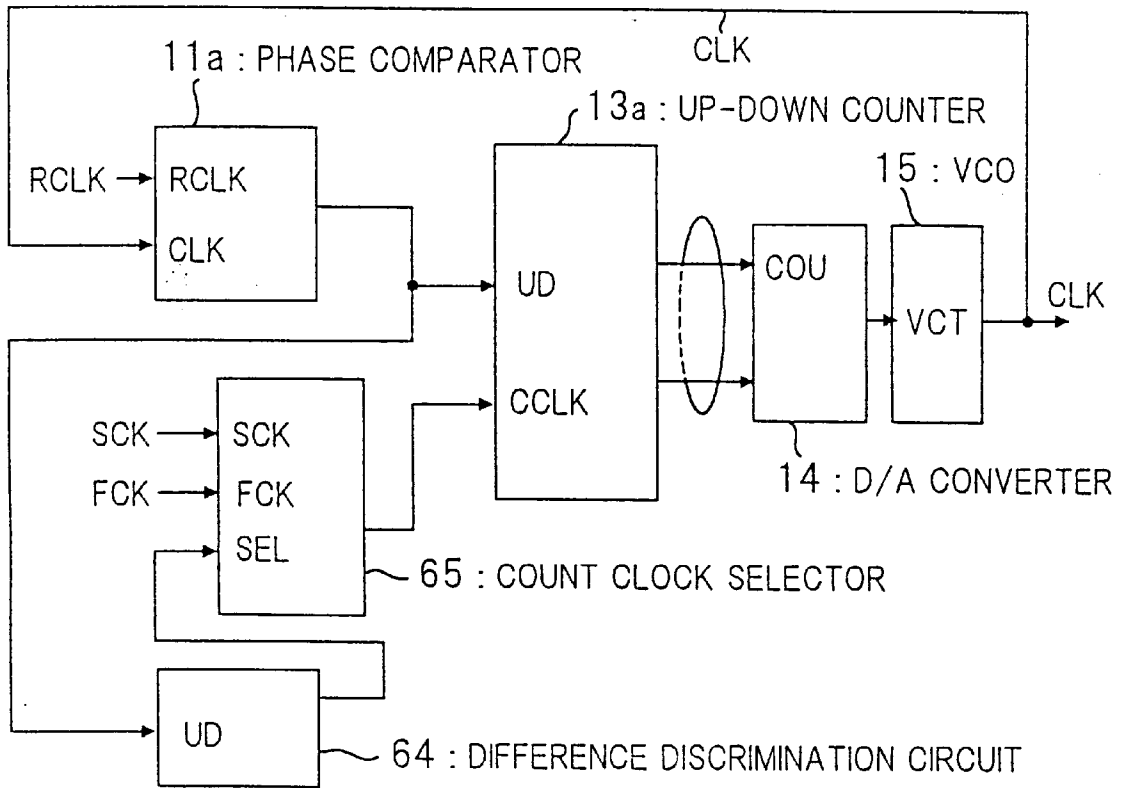 CLK
11a : PHASE COMPARATOR
13a : UP-DOWN COUNTER
15 : VCO
RCLK
RCLK
CLK
UD
CCLK
COU
VCT
CLK
14 : D/A CONVERTER
SCK
SCK
FCK
FCK
SEL
65 : COUNT CLOCK SELECTOR
UD
64 : DIFFERENCE DISCRIMINATION CIRCUIT